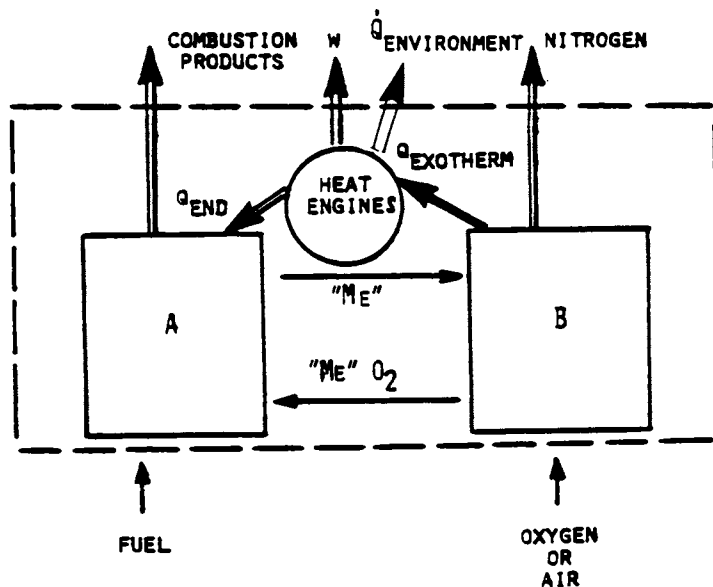 COMBUSTION
PRODUCTS
W
Q̇ENVIRONMENT
NITROGEN
QEXOTHERM
QEND
HEAT
ENGINES
"ME"
A
B
"ME" O2
FUEL
OXYGEN
OR
AIR